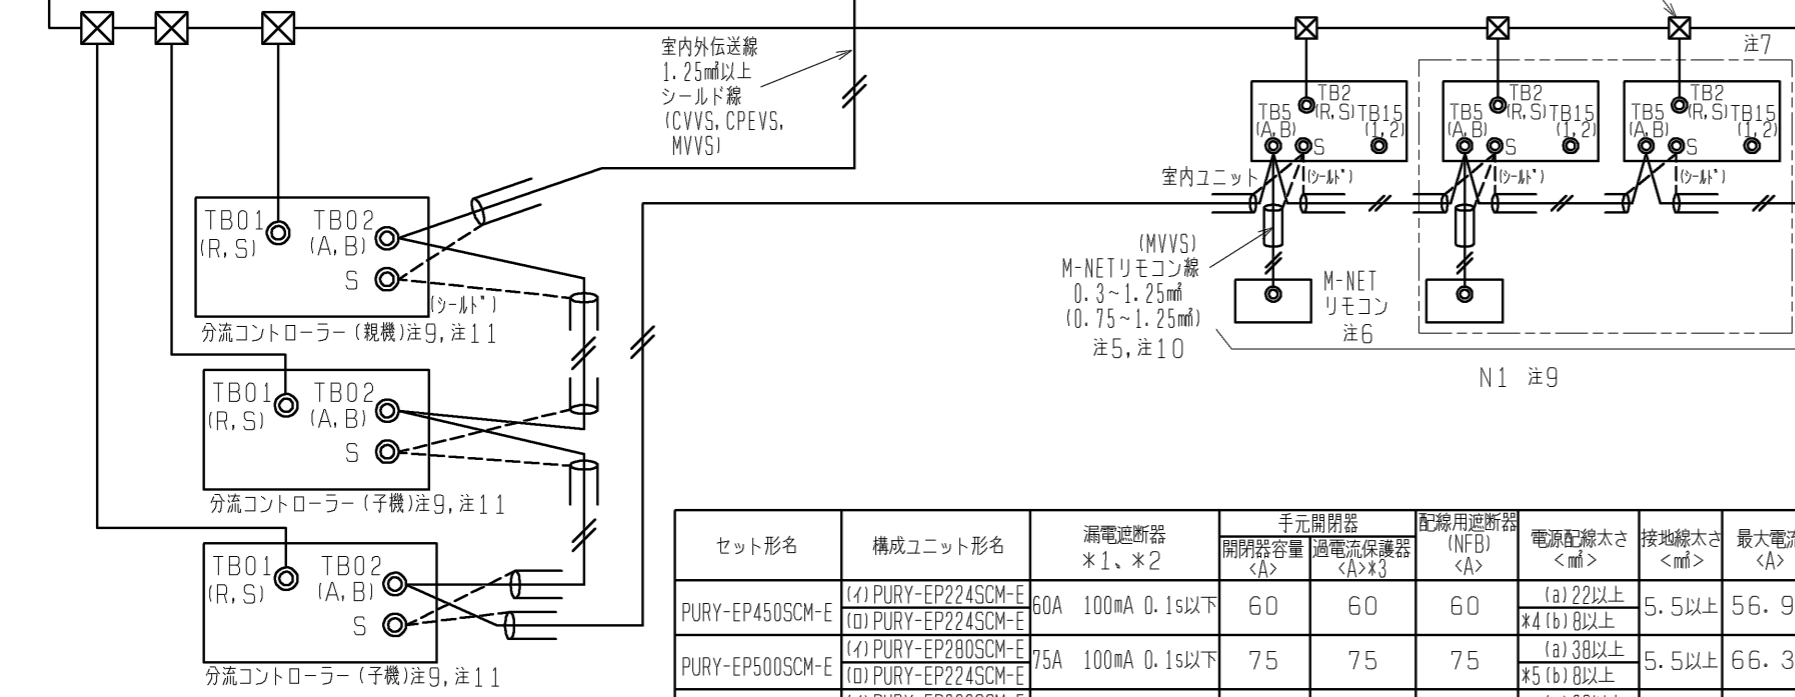 室内外伝送線
1.25㎟以上
シールド線
(CVVS, CPEVS,
MVVS)
注7
TB2
TB5 (R,S) TB15
(A,B) (1,2)
S
TB2
TB5 (R,S) TB15
(A,B) (1,2)
S
TB2
TB5 (R,S) TB15
(A,B) (1,2)
S
室内ユニット
(シールド)
(シールド)
(シールド)
(MVVS)
M-NETリモコン線
0.3~1.25㎟
(0.75~1.25㎟)
注5, 注10
M-NET
リモコン
注6
N1 注9
TB01 TB02
(R,S) (A,B)
S
(シールド)
分流コントローラー(親機)注9, 注11
TB01 TB02
(R,S) (A,B)
S
分流コントローラー(子機)注9, 注11
TB01 TB02
(R,S) (A,B)
S
分流コントローラー(子機)注9, 注11
セット形名 構成ユニット形名 漏電遮断器 *1、*2 手元開閉器 開閉器容量 <A> 過電流保護器 <A>*3 配線用遮断器 (NFB) <A> 電源配線太さ <㎟> 接地線太さ <㎟> 最大電流 <A>
PURY-EP450SCM-E (イ)PURY-EP224SCM-E 60A 100mA 0.1s以下 60 60 60 (a)22以上 5.5以上 56.9
(ロ)PURY-EP224SCM-E *4(b)8以上
PURY-EP500SCM-E (イ)PURY-EP280SCM-E 75A 100mA 0.1s以下 75 75 75 (a)38以上 5.5以上 66.3
(ロ)PURY-EP224SCM-E *5(b)8以上